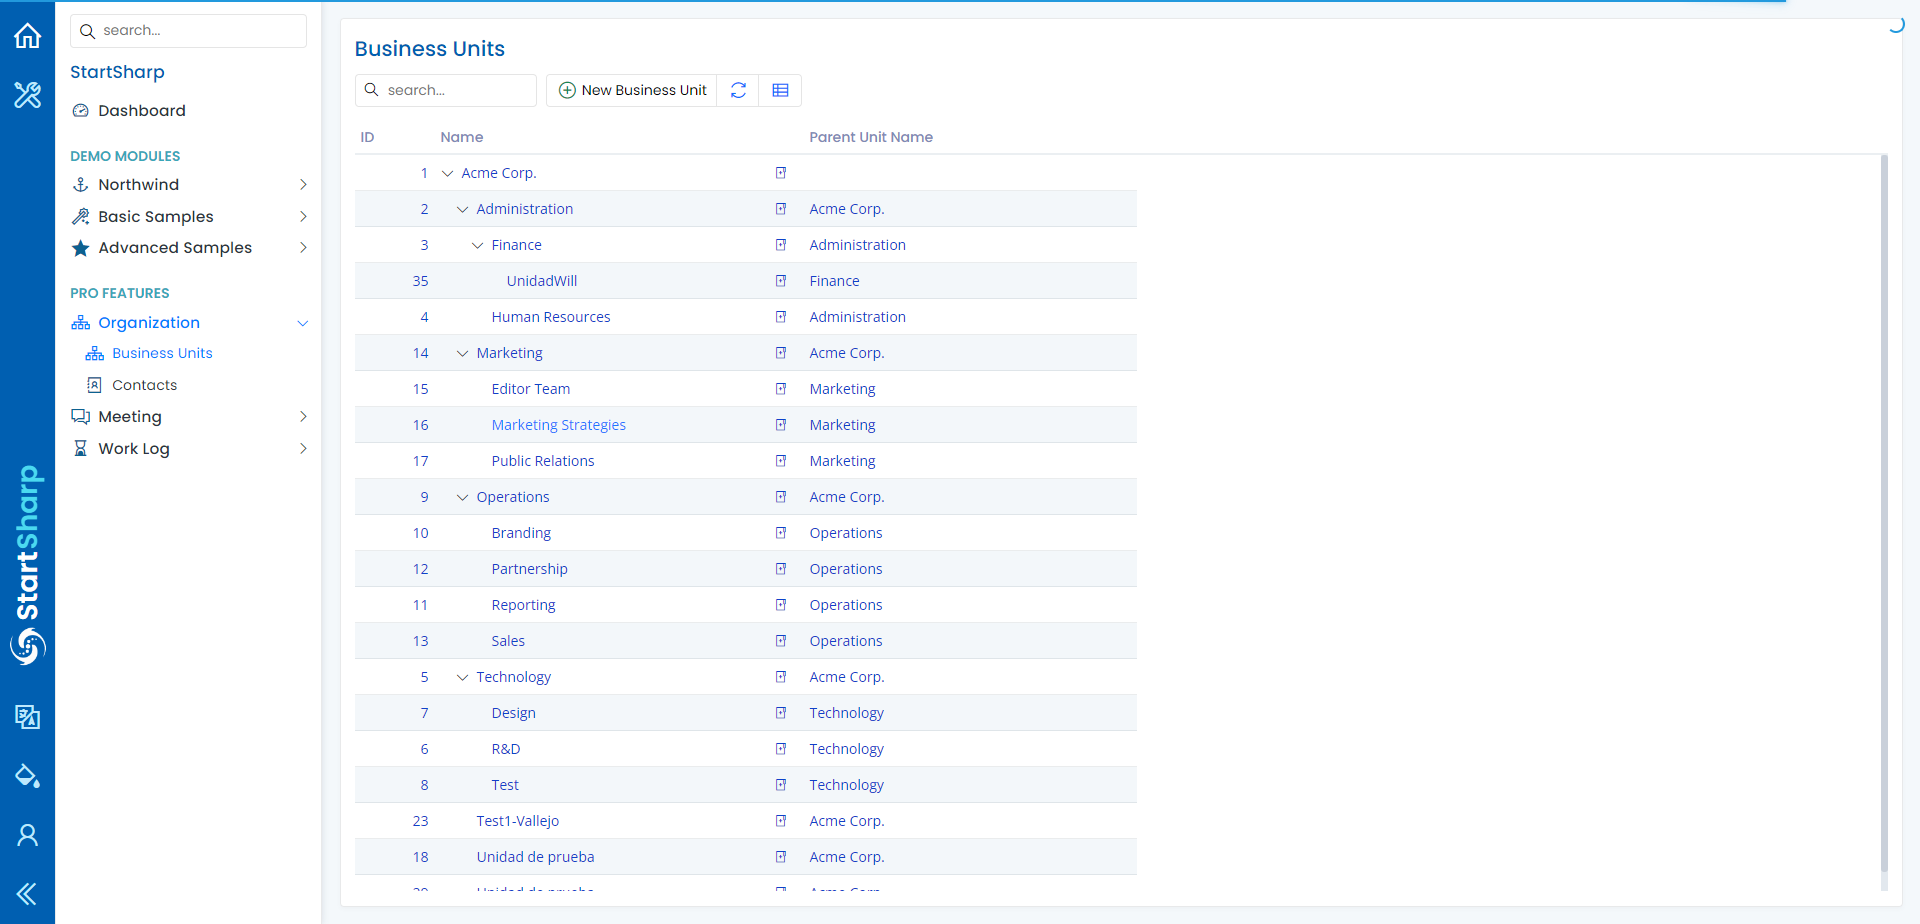 search...
StartSharp
Dashboard
DEMO MODULES
Northwind
Basic Samples
Advanced Samples
PRO FEATURES
Organization
Business Units
Contacts
Meeting
Work Log
StartSharp
Business Units
search...
New Business Unit
ID Name Parent Unit Name
1 Acme Corp.
2 Administration Acme Corp.
3 Finance Administration
35 UnidadWill Finance
4 Human Resources Administration
14 Marketing Acme Corp.
15 Editor Team Marketing
16 Marketing Strategies Marketing
17 Public Relations Marketing
9 Operations Acme Corp.
10 Branding Operations
12 Partnership Operations
11 Reporting Operations
13 Sales Operations
5 Technology Acme Corp.
7 Design Technology
6 R&D Technology
8 Test Technology
23 Test1-Vallejo Acme Corp.
18 Unidad de prueba Acme Corp.
Unidad de prueba Acme Corp.